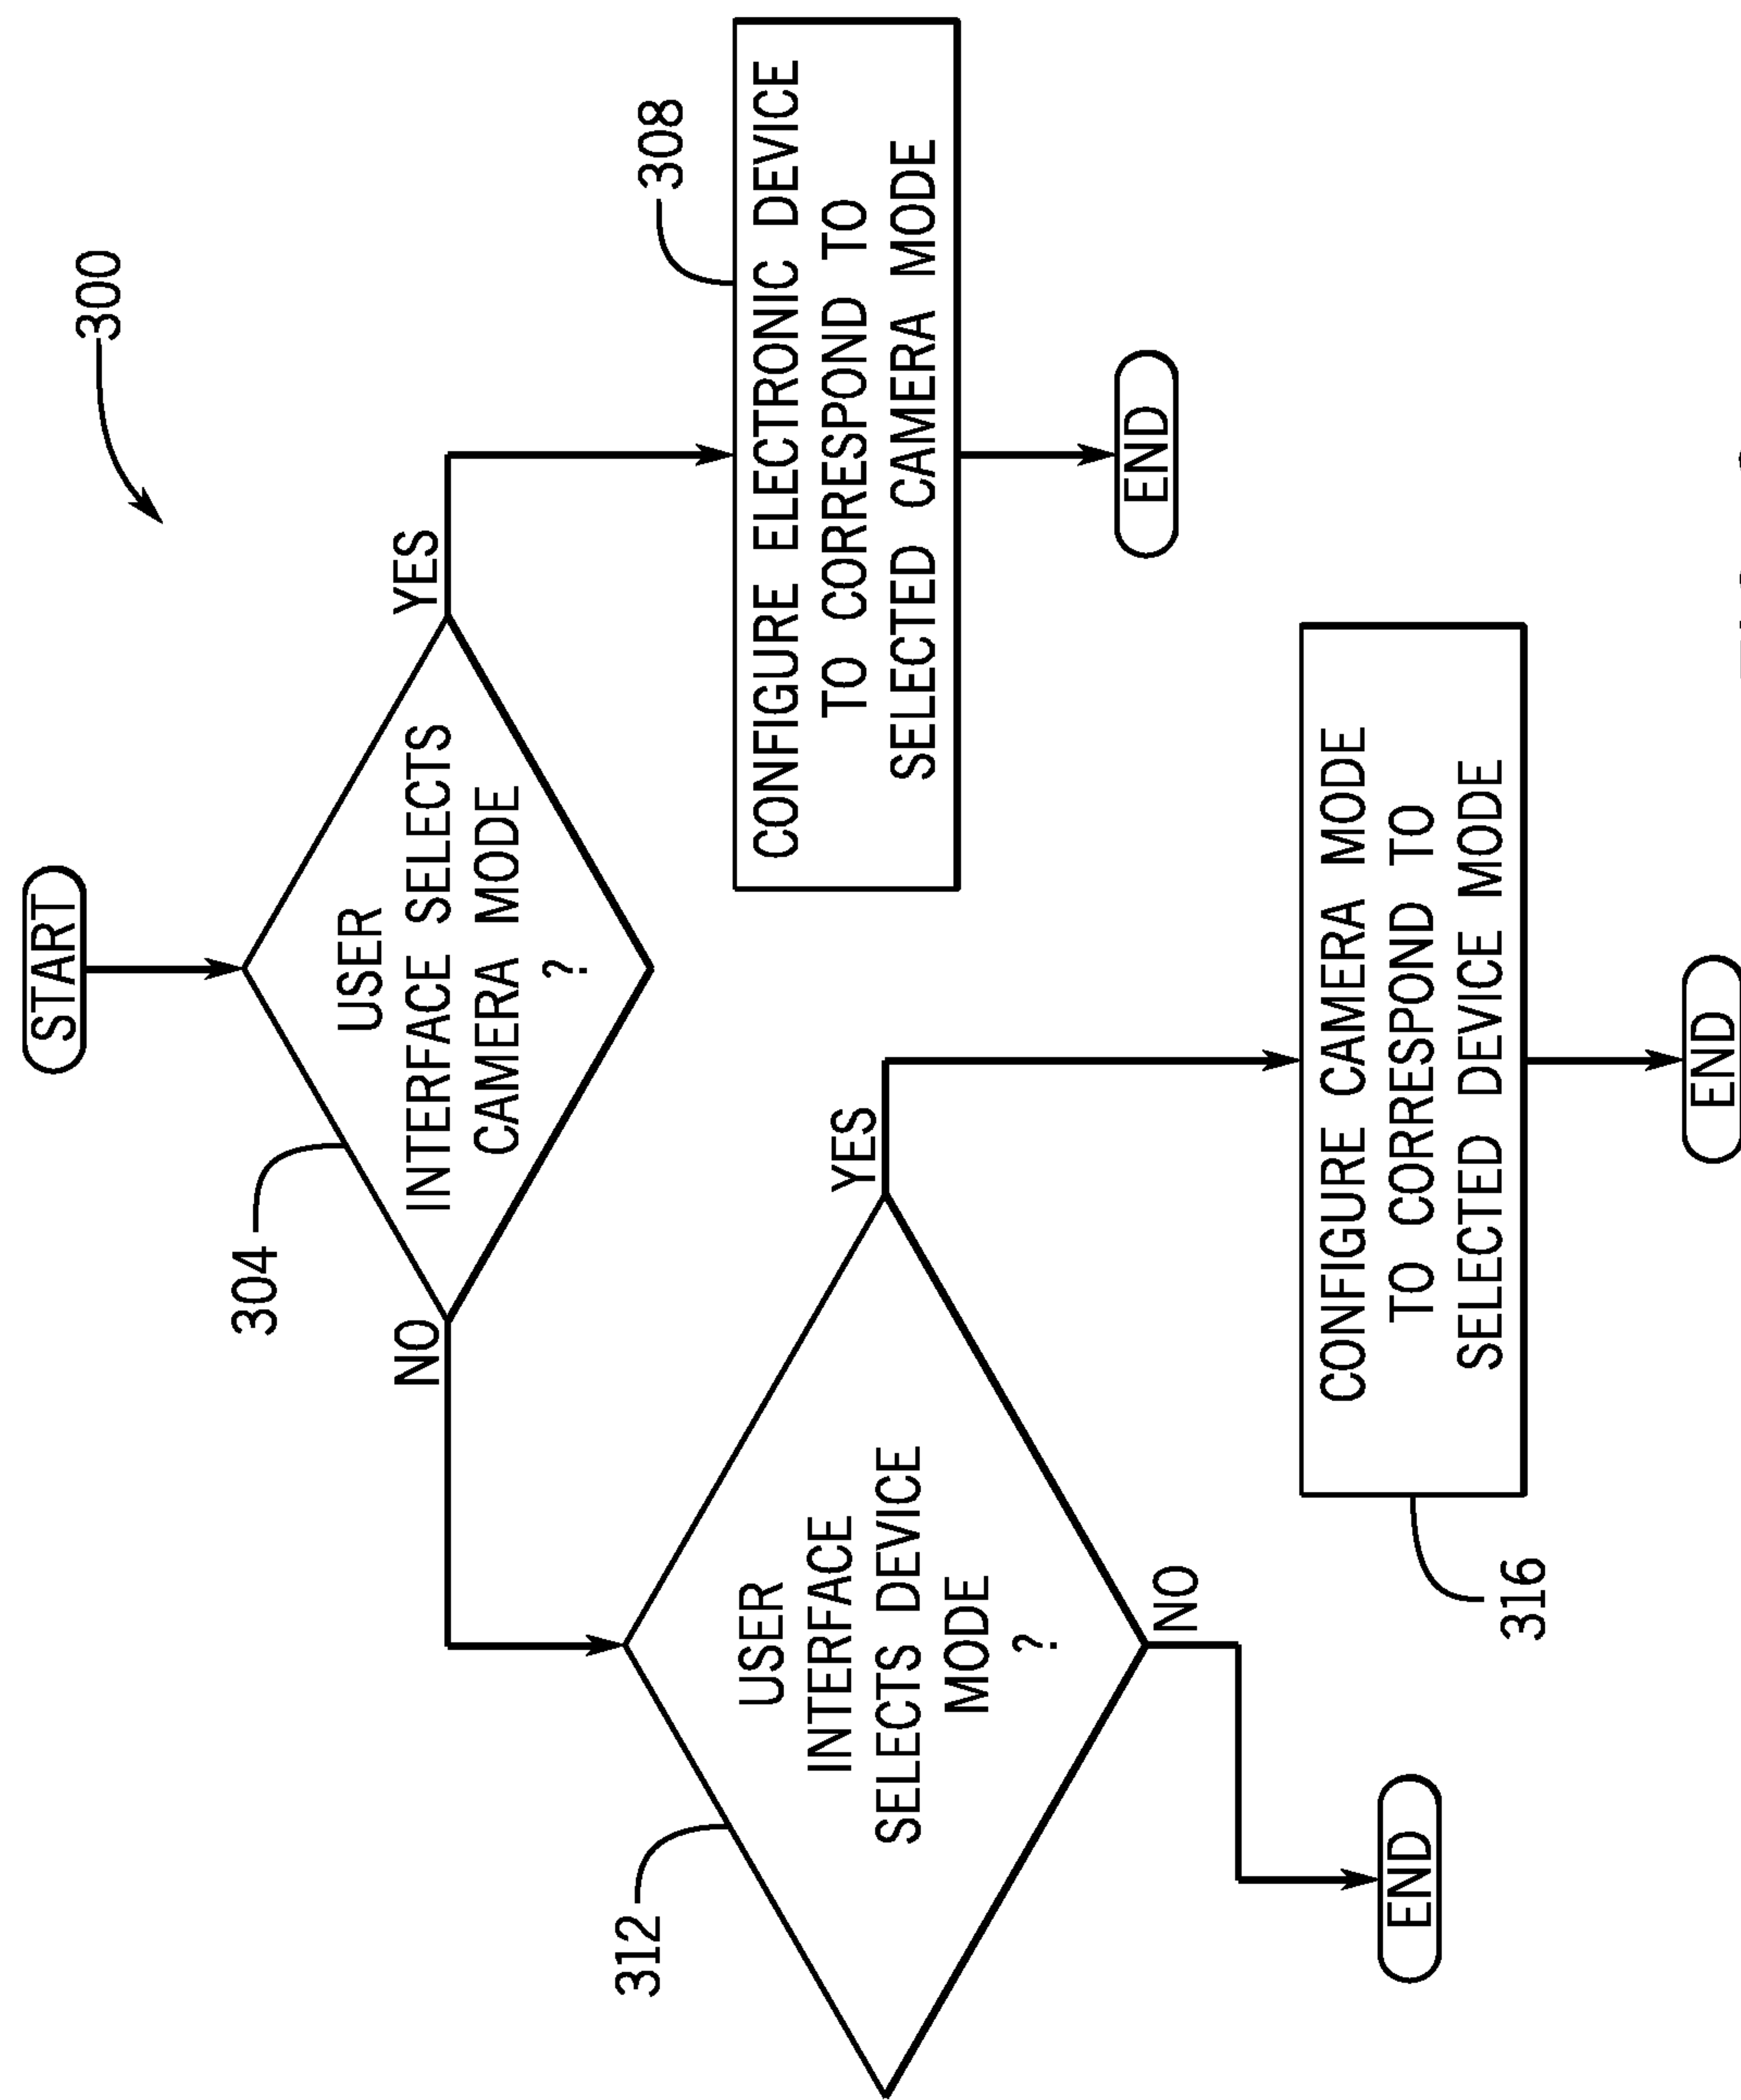 300
START
304
USER
INTERFACE SELECTS
CAMERA MODE
?
NO
YES
308
CONFIGURE ELECTRONIC DEVICE
TO CORRESPOND TO
SELECTED CAMERA MODE
END
312
USER
INTERFACE
SELECTS DEVICE
MODE
?
YES
NO
END
316
CONFIGURE CAMERA MODE
TO CORRESPOND TO
SELECTED DEVICE MODE
END